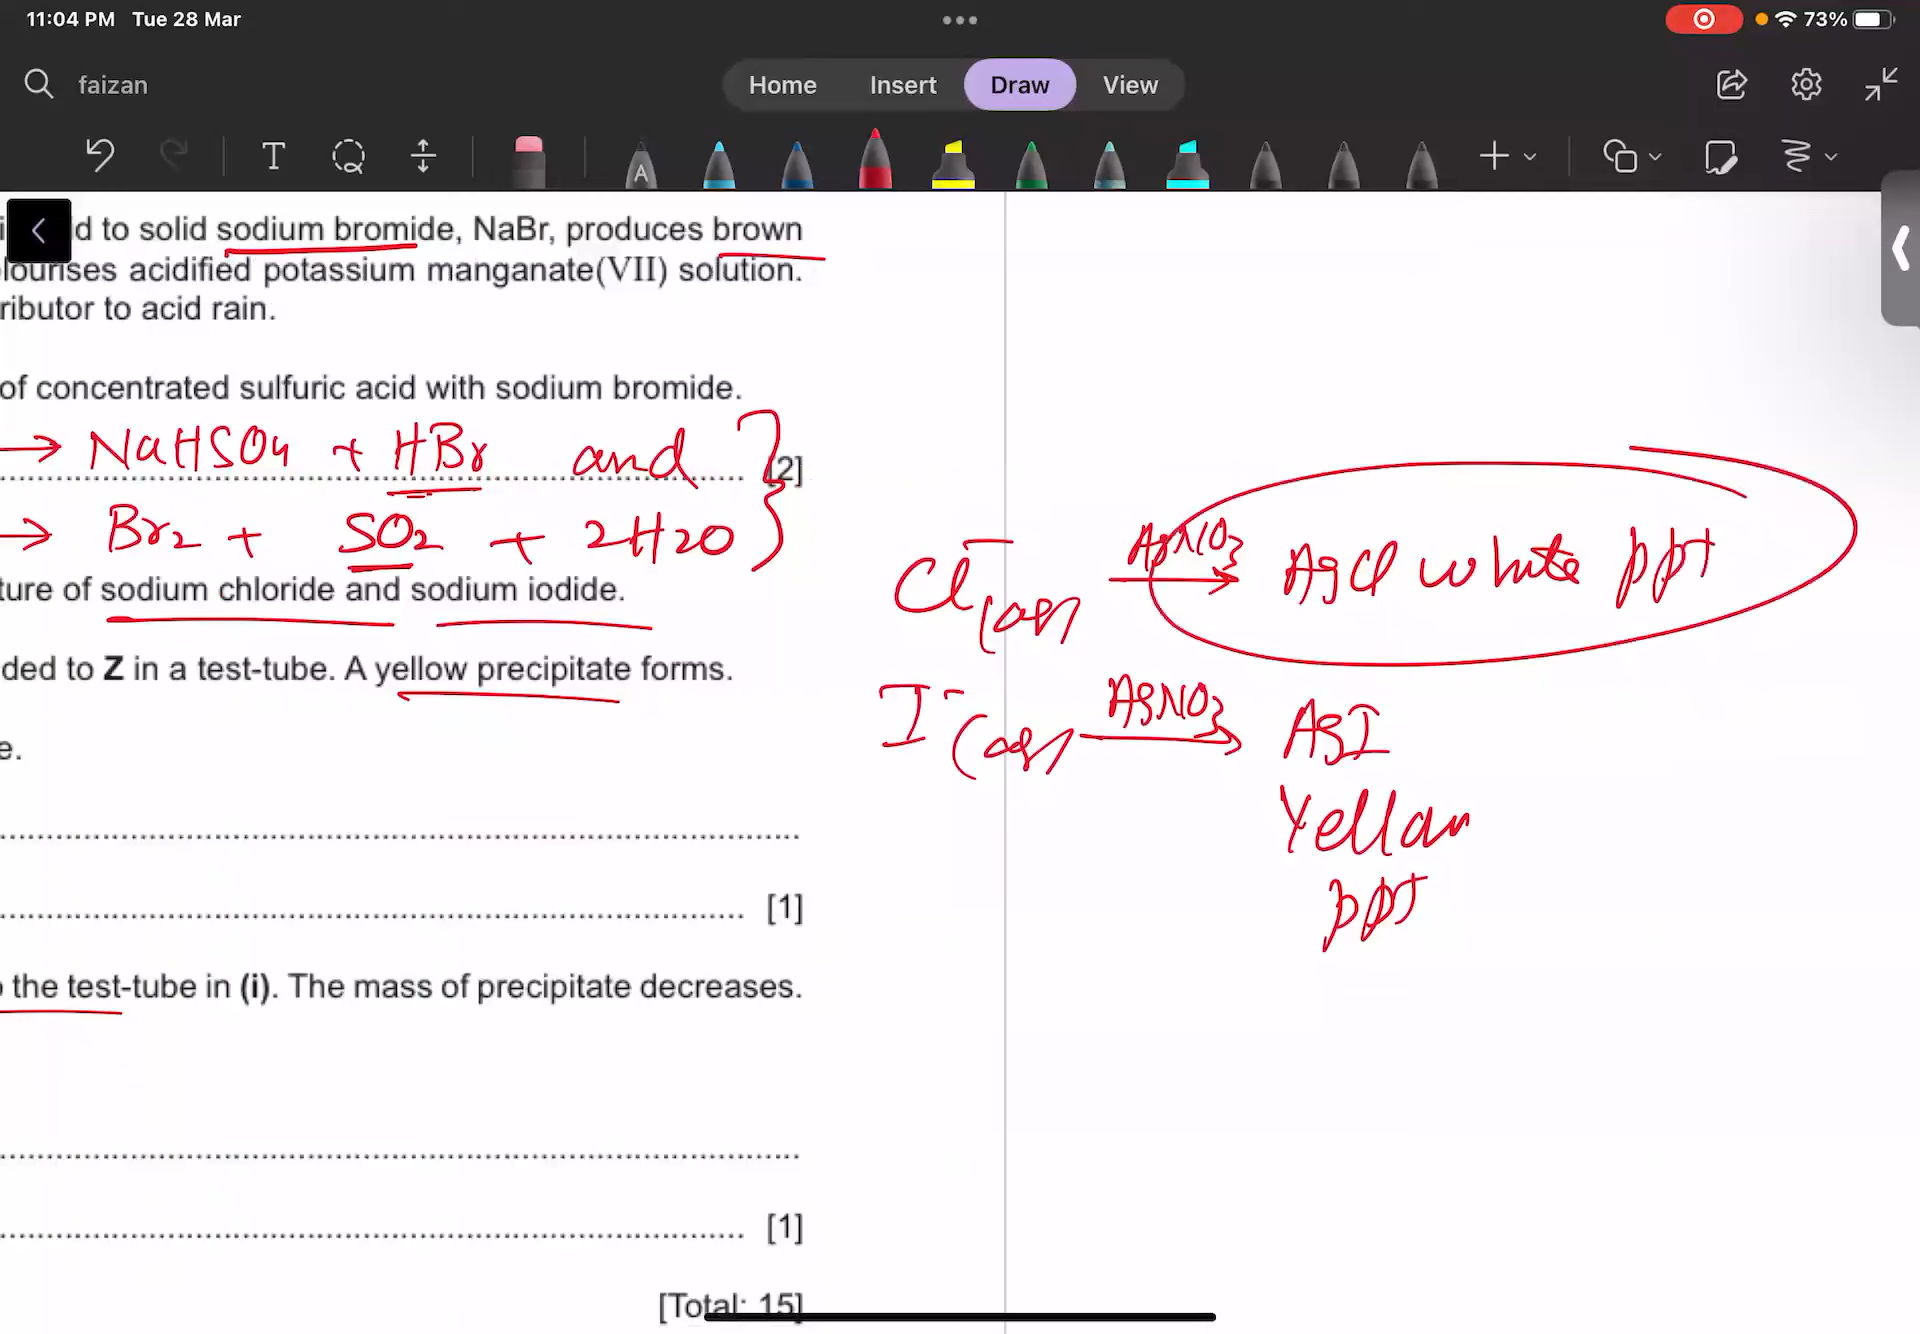 11:04 PM Tue 28 Mar
73%
faizan
Home Insert Draw View
T
A
d to solid sodium bromide, NaBr, produces brown
lourises acidified potassium manganate(VII) solution.
ributor to acid rain.
of concentrated sulfuric acid with sodium bromide.
→ NaHSO4 + HBr and [2]
→ Br2 + SO2 + 2H2O
ture of sodium chloride and sodium iodide.
ded to Z in a test-tube. A yellow precipitate forms.
e.
[1]
the test-tube in (i). The mass of precipitate decreases.
[1]
[Total: 15]
Cl⁻(aq) AgNO3 → AgCl white ppt
I⁻(aq) AgNO3 → AgI
Yellow
ppt